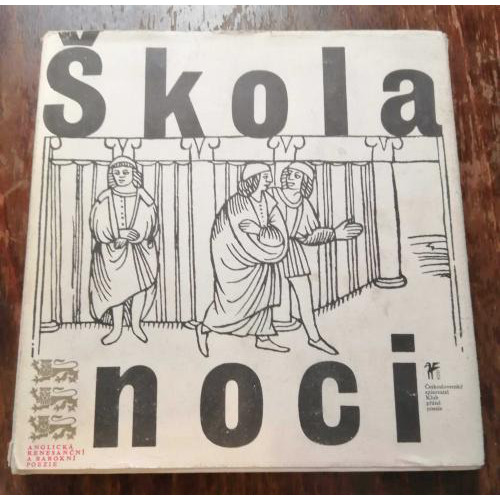 Škola
noci
ANGLICKÁ
RENESANČNÍ
A BAROKNÍ
POEZIE
Československý
spisovatel
Klub
přátel
poezie